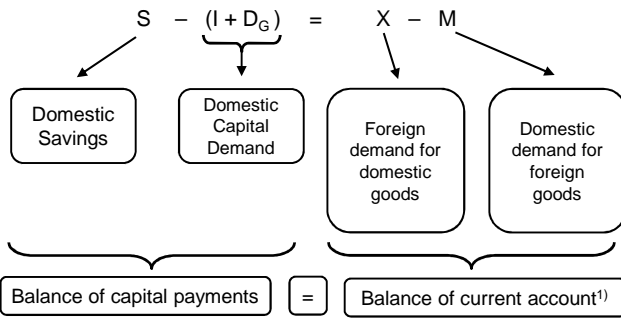 S – (I + D_G) = X – M
Domestic
Savings
Domestic
Capital
Demand
Foreign
demand for
domestic
goods
Domestic
demand for
foreign
goods
Balance of capital payments = Balance of current account¹⁾